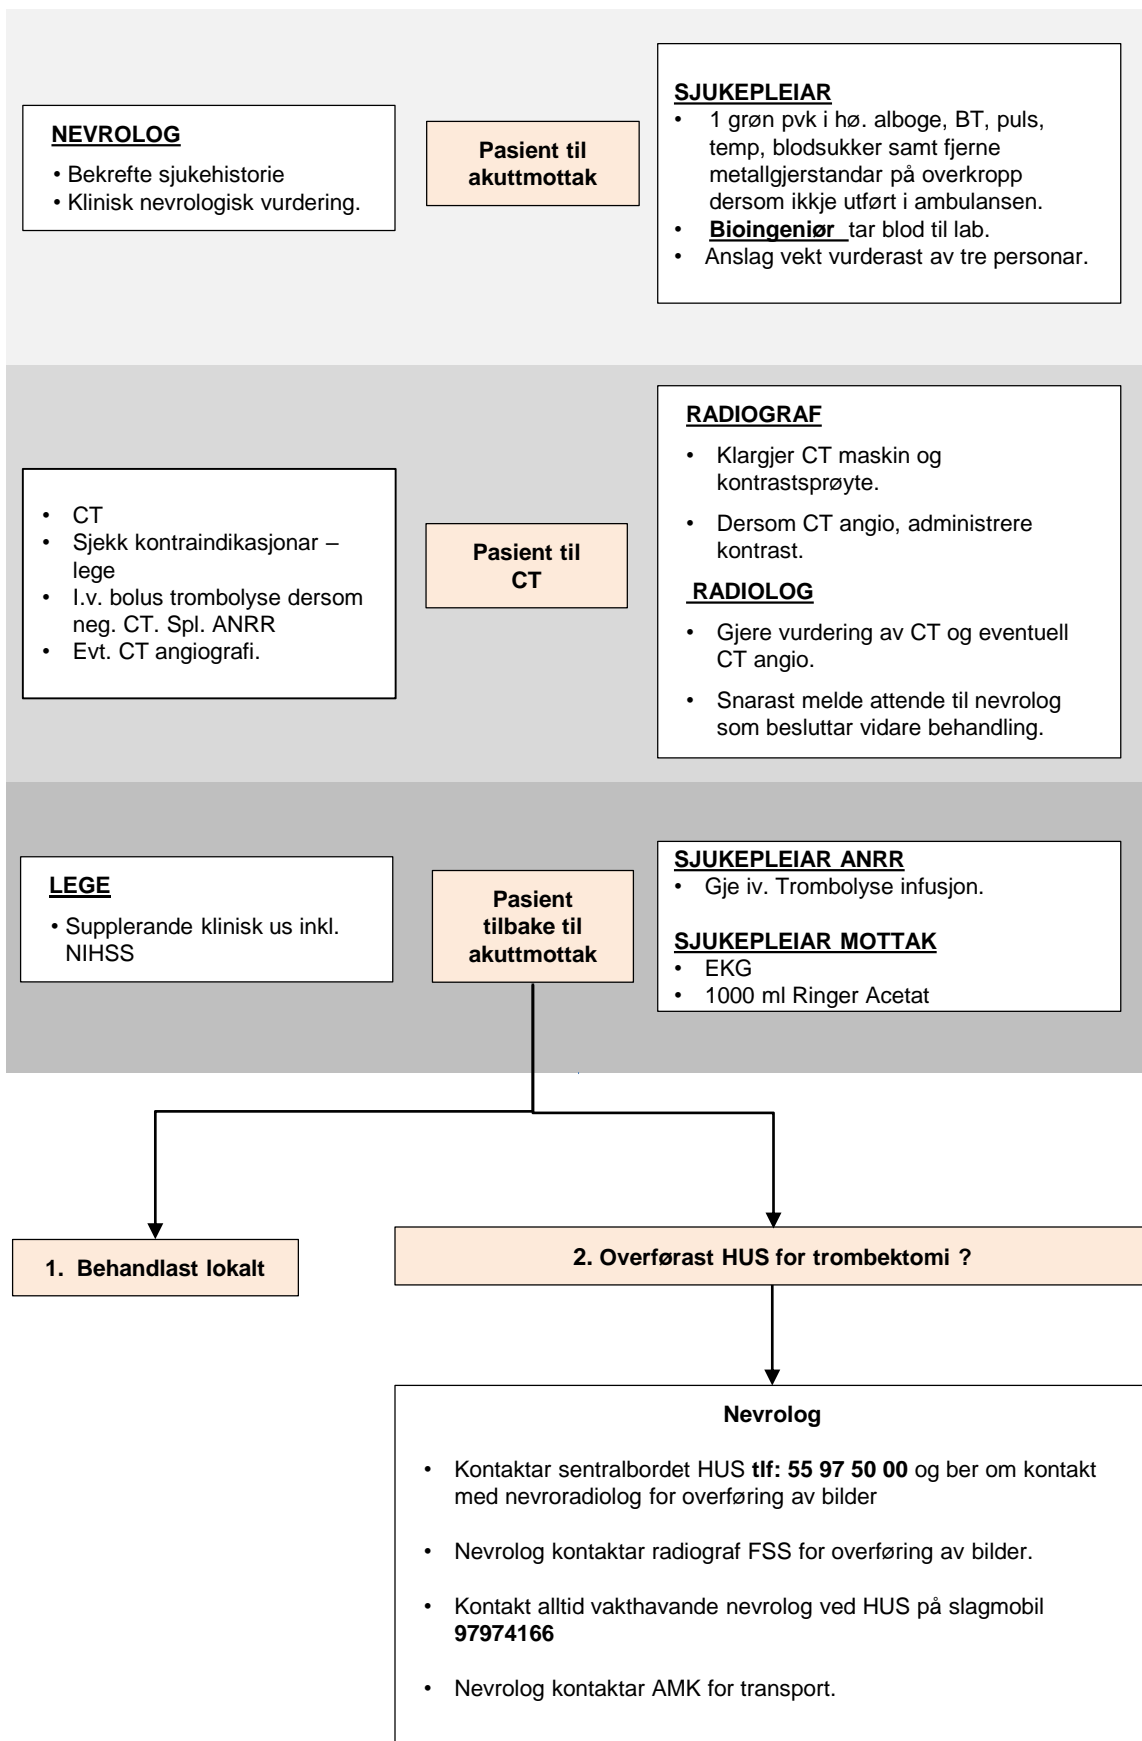 NEVROLOG
• Bekrefte sjukehistorie
• Klinisk nevrologisk vurdering.
Pasient til
akuttmottak
SJUKEPLEIAR
• 1 grøn pvk i hø. alboge, BT, puls,
temp, blodsukker samt fjerne
metallgjerstandar på overkropp
dersom ikkje utført i ambulansen.
• Bioingeniør tar blod til lab.
• Anslag vekt vurderast av tre personar.
• CT
• Sjekk kontraindikasjonar –
lege
• I.v. bolus trombolyse dersom
neg. CT. Spl. ANRR
• Evt. CT angiografi.
Pasient til
CT
RADIOGRAF
• Klargjer CT maskin og
kontrastsprøyte.
• Dersom CT angio, administrere
kontrast.
RADIOLOG
• Gjere vurdering av CT og eventuell
CT angio.
• Snarast melde attende til nevrolog
som besluttar vidare behandling.
LEGE
• Supplerande klinisk us inkl.
NIHSS
Pasient
tilbake til
akuttmottak
SJUKEPLEIAR ANRR
• Gje iv. Trombolyse infusjon.
SJUKEPLEIAR MOTTAK
• EKG
• 1000 ml Ringer Acetat
1. Behandlast lokalt
2. Overførast HUS for trombektomi ?
Nevrolog
• Kontaktar sentralbordet HUS tlf: 55 97 50 00 og ber om kontakt
med nevroradiolog for overføring av bilder
• Nevrolog kontaktar radiograf FSS for overføring av bilder.
• Kontakt alltid vakthavande nevrolog ved HUS på slagmobil
97974166
• Nevrolog kontaktar AMK for transport.